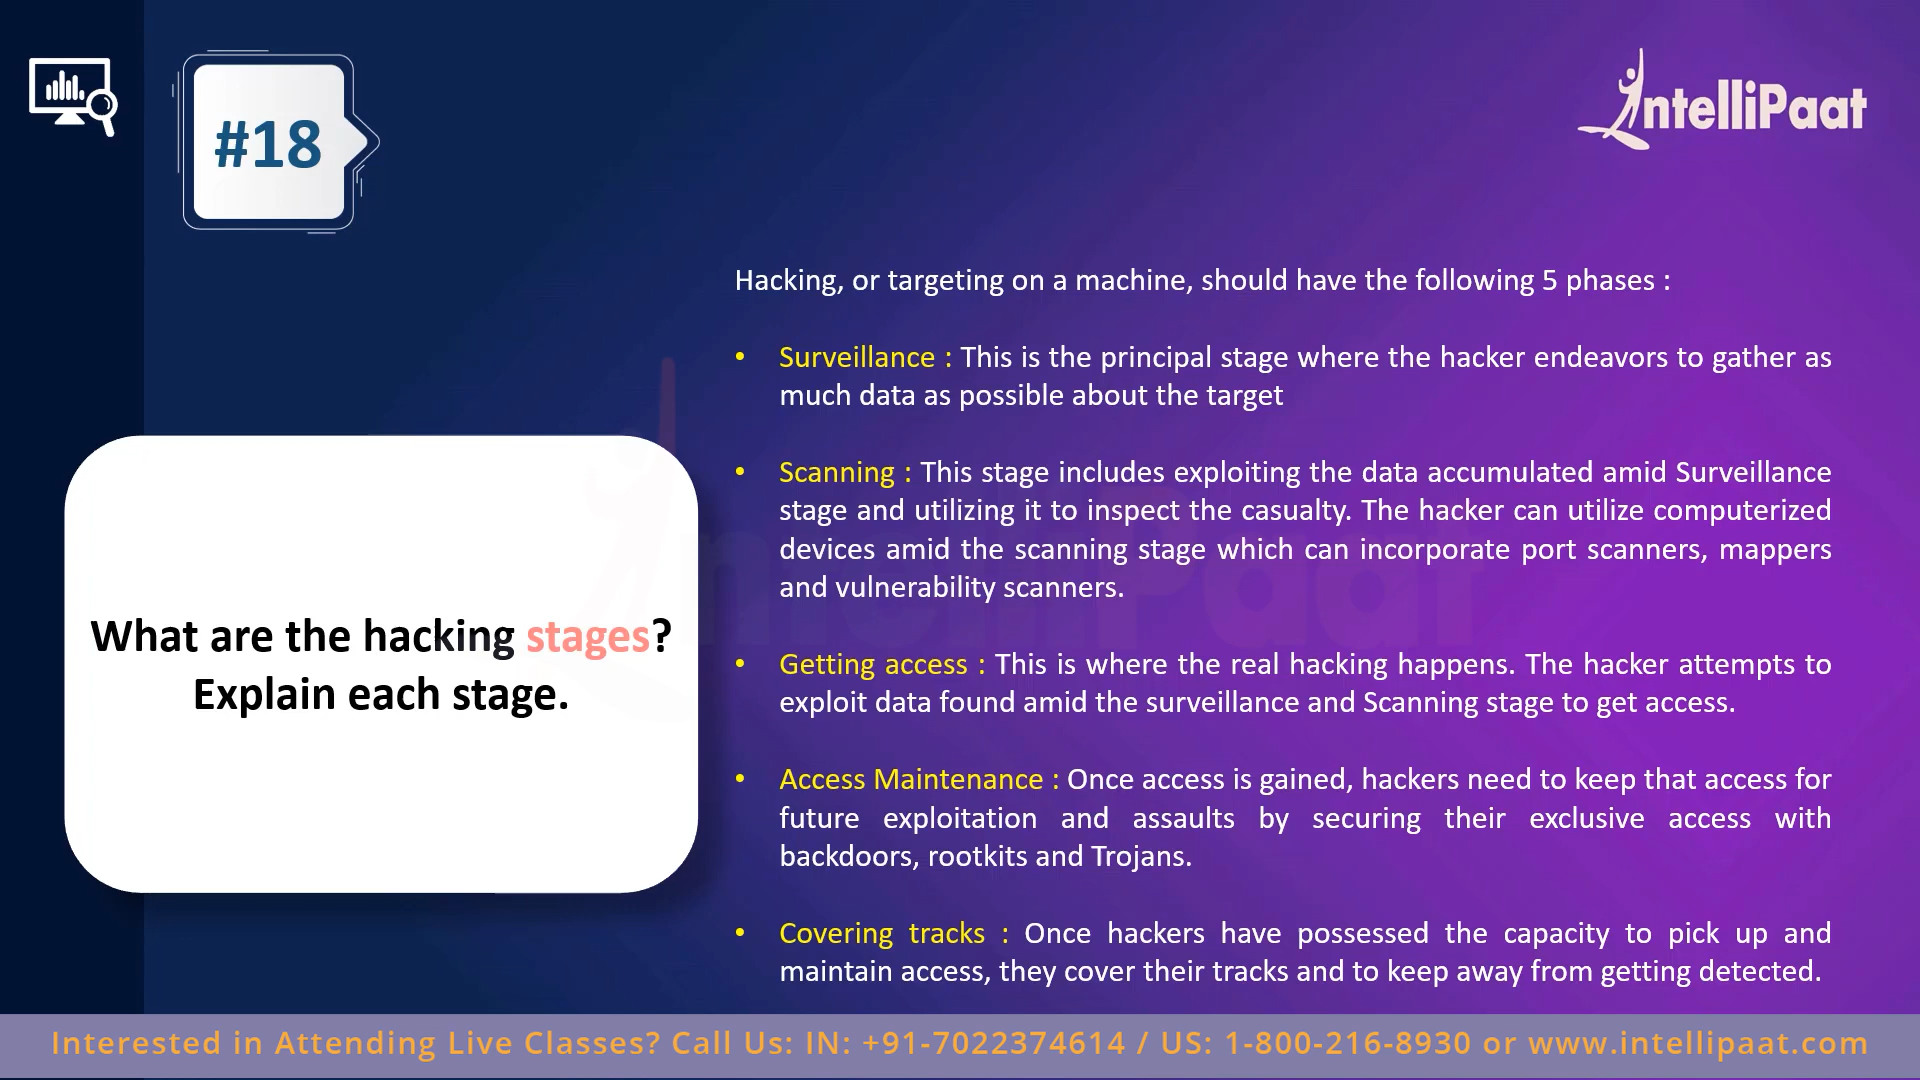 #18
IntelliPaat
Hacking, or targeting on a machine, should have the following 5 phases :
• Surveillance : This is the principal stage where the hacker endeavors to gather as
much data as possible about the target
• Scanning : This stage includes exploiting the data accumulated amid Surveillance
stage and utilizing it to inspect the casualty. The hacker can utilize computerized
devices amid the scanning stage which can incorporate port scanners, mappers
and vulnerability scanners.
• Getting access : This is where the real hacking happens. The hacker attempts to
exploit data found amid the surveillance and Scanning stage to get access.
• Access Maintenance : Once access is gained, hackers need to keep that access for
future exploitation and assaults by securing their exclusive access with
backdoors, rootkits and Trojans.
• Covering tracks : Once hackers have possessed the capacity to pick up and
maintain access, they cover their tracks and to keep away from getting detected.
What are the hacking stages?
Explain each stage.
IntelliPaat
Interested in Attending Live Classes? Call Us: IN: +91-7022374614 / US: 1-800-216-8930 or www.intellipaat.com